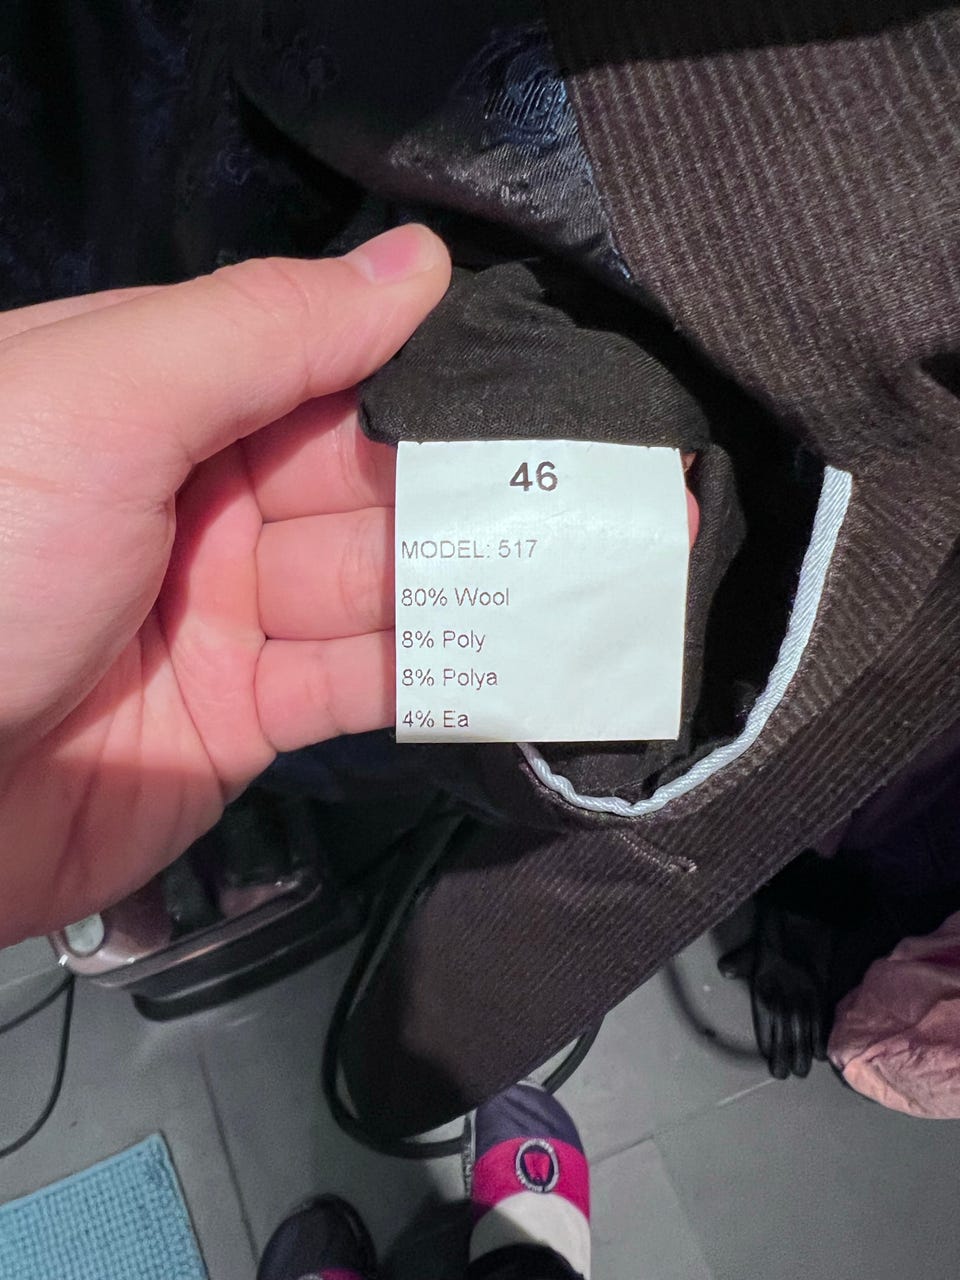 46
MODEL: 517
80% Wool
8% Poly
8% Polya
4% Ea